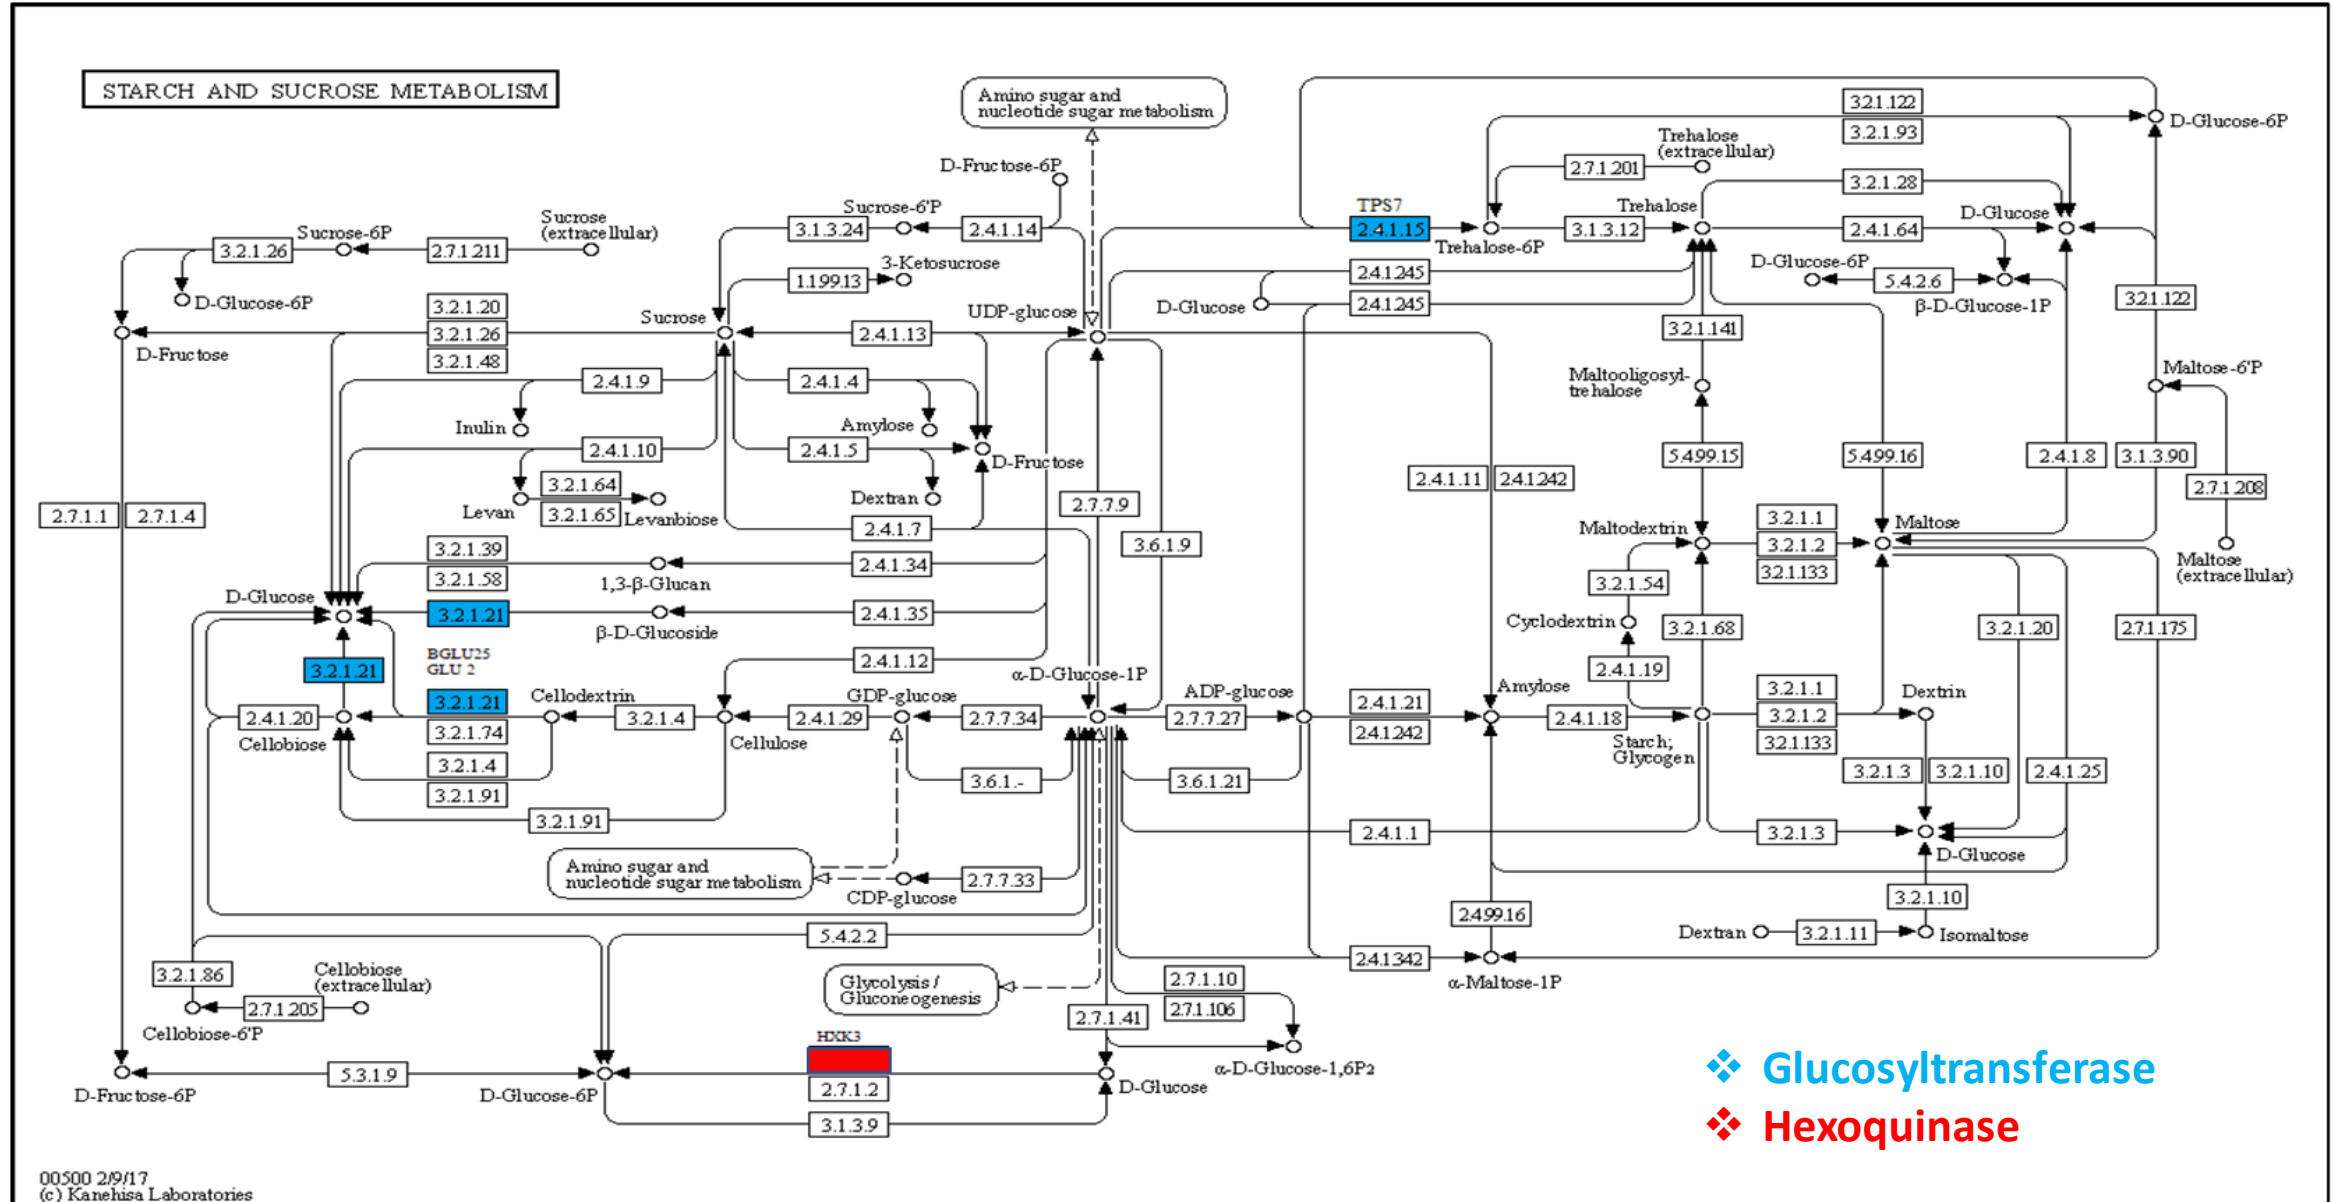 STARCH AND SUCROSE METABOLISM
Amino sugar and
nucleotide sugar metabolism
3.2.1.122
3.2.1.93
D-Glucose-6P
Trehalose
(extracellular)
2.7.1.201
D-Fructose-6P
3.2.1.28
Sucrose-6'P
Sucrose
(extracellular)
Sucrose-6P
3.2.1.26
2.7.1.211
3.1.3.24
2.4.1.14
TPS7
2.4.1.15
Trehalose-6P
3.1.3.12
Trehalose
2.4.1.64
D-Glucose
3-Ketosucrose
1.1.99.13
D-Glucose-6P
2.4.1.245
D-Glucose
2.4.1.245
D-Glucose-6P
5.4.2.6
β-D-Glucose-1P
3.2.1.122
3.2.1.20
3.2.1.26
3.2.1.48
Sucrose
UDP-glucose
2.4.1.13
3.2.1.141
D-Fructose
2.4.1.9
2.4.1.4
Maltooligosyl-
trehalose
Maltose-6'P
Inulin
Amylose
2.4.1.10
2.4.1.5
D-Fructose
5.4.99.15
5.4.99.16
2.4.1.8
3.1.3.90
2.4.1.11
2.4.1.242
2.7.1.208
3.2.1.64
3.2.1.65
Levan
Levanbiose
Dextran
2.7.7.9
2.7.1.1
2.7.1.4
2.4.1.7
3.6.1.9
Maltodextrin
3.2.1.1
3.2.1.2
3.2.1.133
Maltose
Maltose
(extracellular)
3.2.1.39
3.2.1.58
1,3-β-Glucan
2.4.1.34
3.2.1.54
D-Glucose
3.2.1.21
β-D-Glucoside
2.4.1.35
Cyclodextrin
3.2.1.68
3.2.1.20
2.7.1.175
BGLU25
GLU 2
3.2.1.21
2.4.1.12
2.4.1.19
α-D-Glucose-1P
3.2.1.21
Cellodextrin
GDP-glucose
ADP-glucose
Amylose
3.2.1.1
3.2.1.2
3.2.1.133
Dextrin
2.4.1.20
Cellobiose
3.2.1.74
3.2.1.4
Cellulose
2.4.1.29
2.7.7.34
2.7.7.27
2.4.1.21
2.4.1.242
2.4.1.18
Starch;
Glycogen
3.2.1.4
3.2.1.91
3.6.1.-
3.6.1.21
3.2.1.3
3.2.1.10
2.4.1.25
3.2.1.91
2.4.1.1
3.2.1.3
D-Glucose
Amino sugar and
nucleotide sugar metabolism
CDP-glucose
2.7.7.33
3.2.1.10
2.4.99.16
5.4.2.2
Dextran
3.2.1.11
Isomaltose
2.4.1.342
α-Maltose-1P
3.2.1.86
Cellobiose
(extracellular)
2.7.1.205
Cellobiose-6'P
Glycolysis /
Gluconeogenesis
2.7.1.10
2.7.1.106
2.7.1.41
α-D-Glucose-1,6P2
HXK3
5.3.1.9
D-Fructose-6P
D-Glucose-6P
2.7.1.2
D-Glucose
3.1.3.9
❖ Glucosyltransferase
❖ Hexoquinase
00500 2/9/17
(c) Kanehisa Laboratories